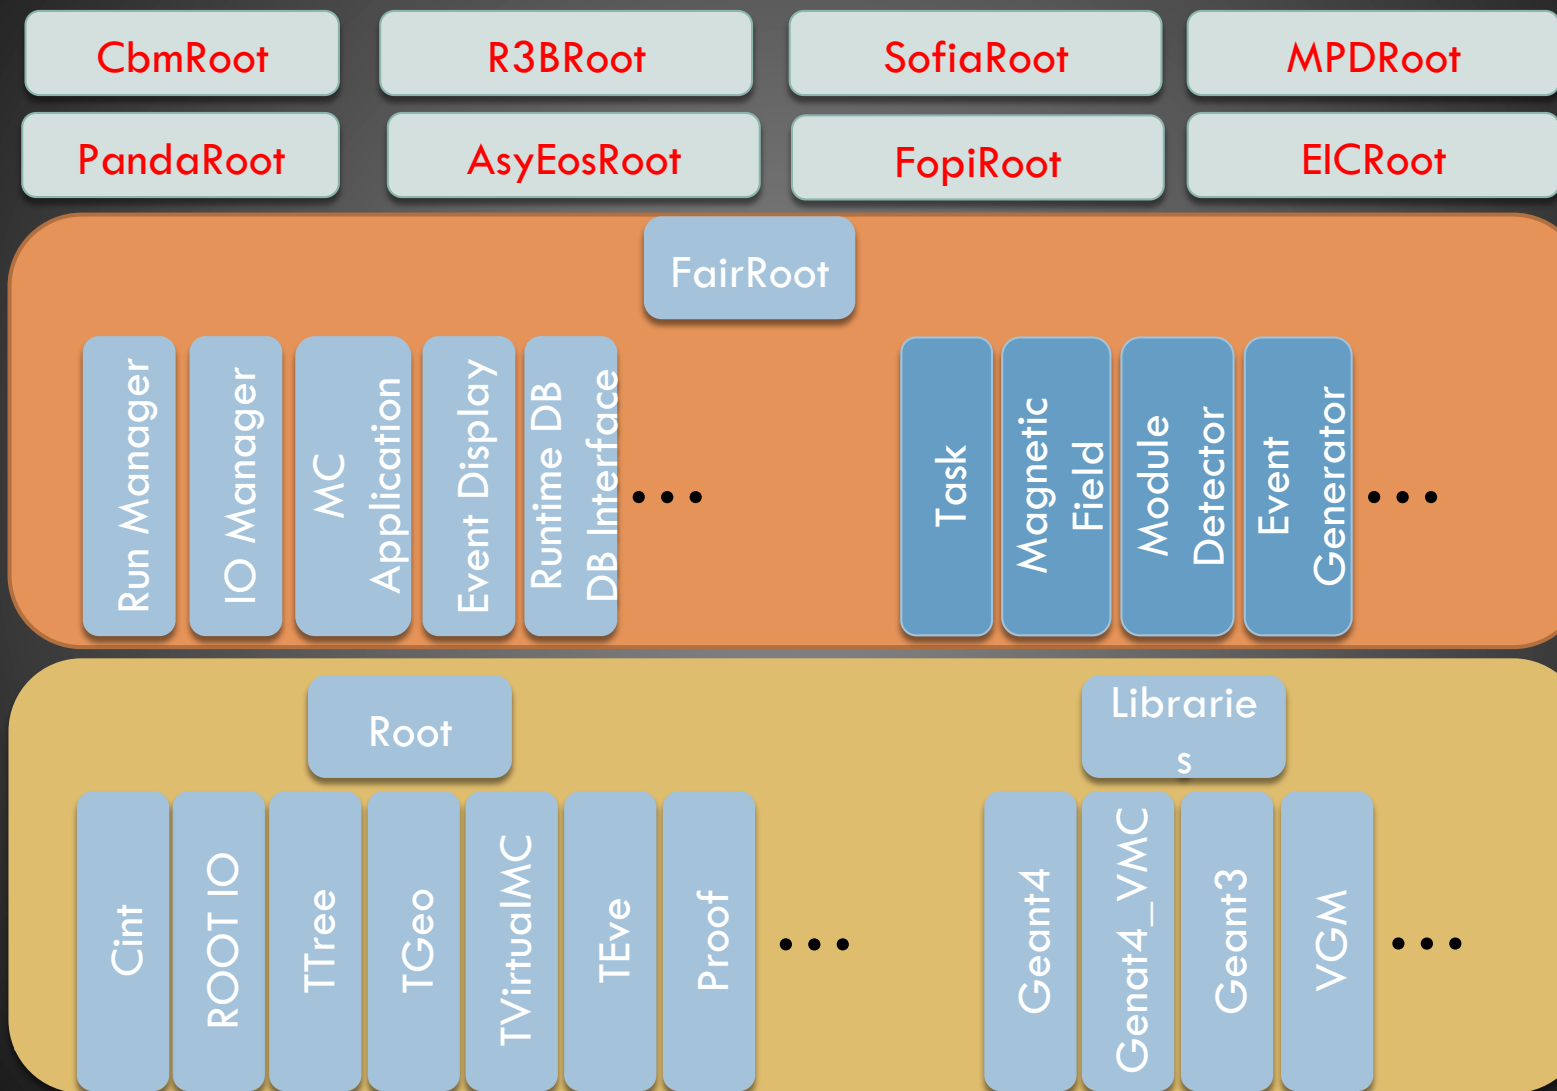 CbmRoot
R3BRoot
SofiaRoot
MPDRoot
PandaRoot
AsyEosRoot
FopiRoot
EICRoot
FairRoot
Run Manager
IO Manager
MC
Application
Event Display
Runtime DB
DB Interface
...
Task
Magnetic
Field
Module
Detector
Event
Generator
...
Root
Librarie
s
Cint
ROOT IO
TTree
TGeo
TVirtualMC
TEve
Proof
...
Geant4
Genat4_VMC
Geant3
VGM
...